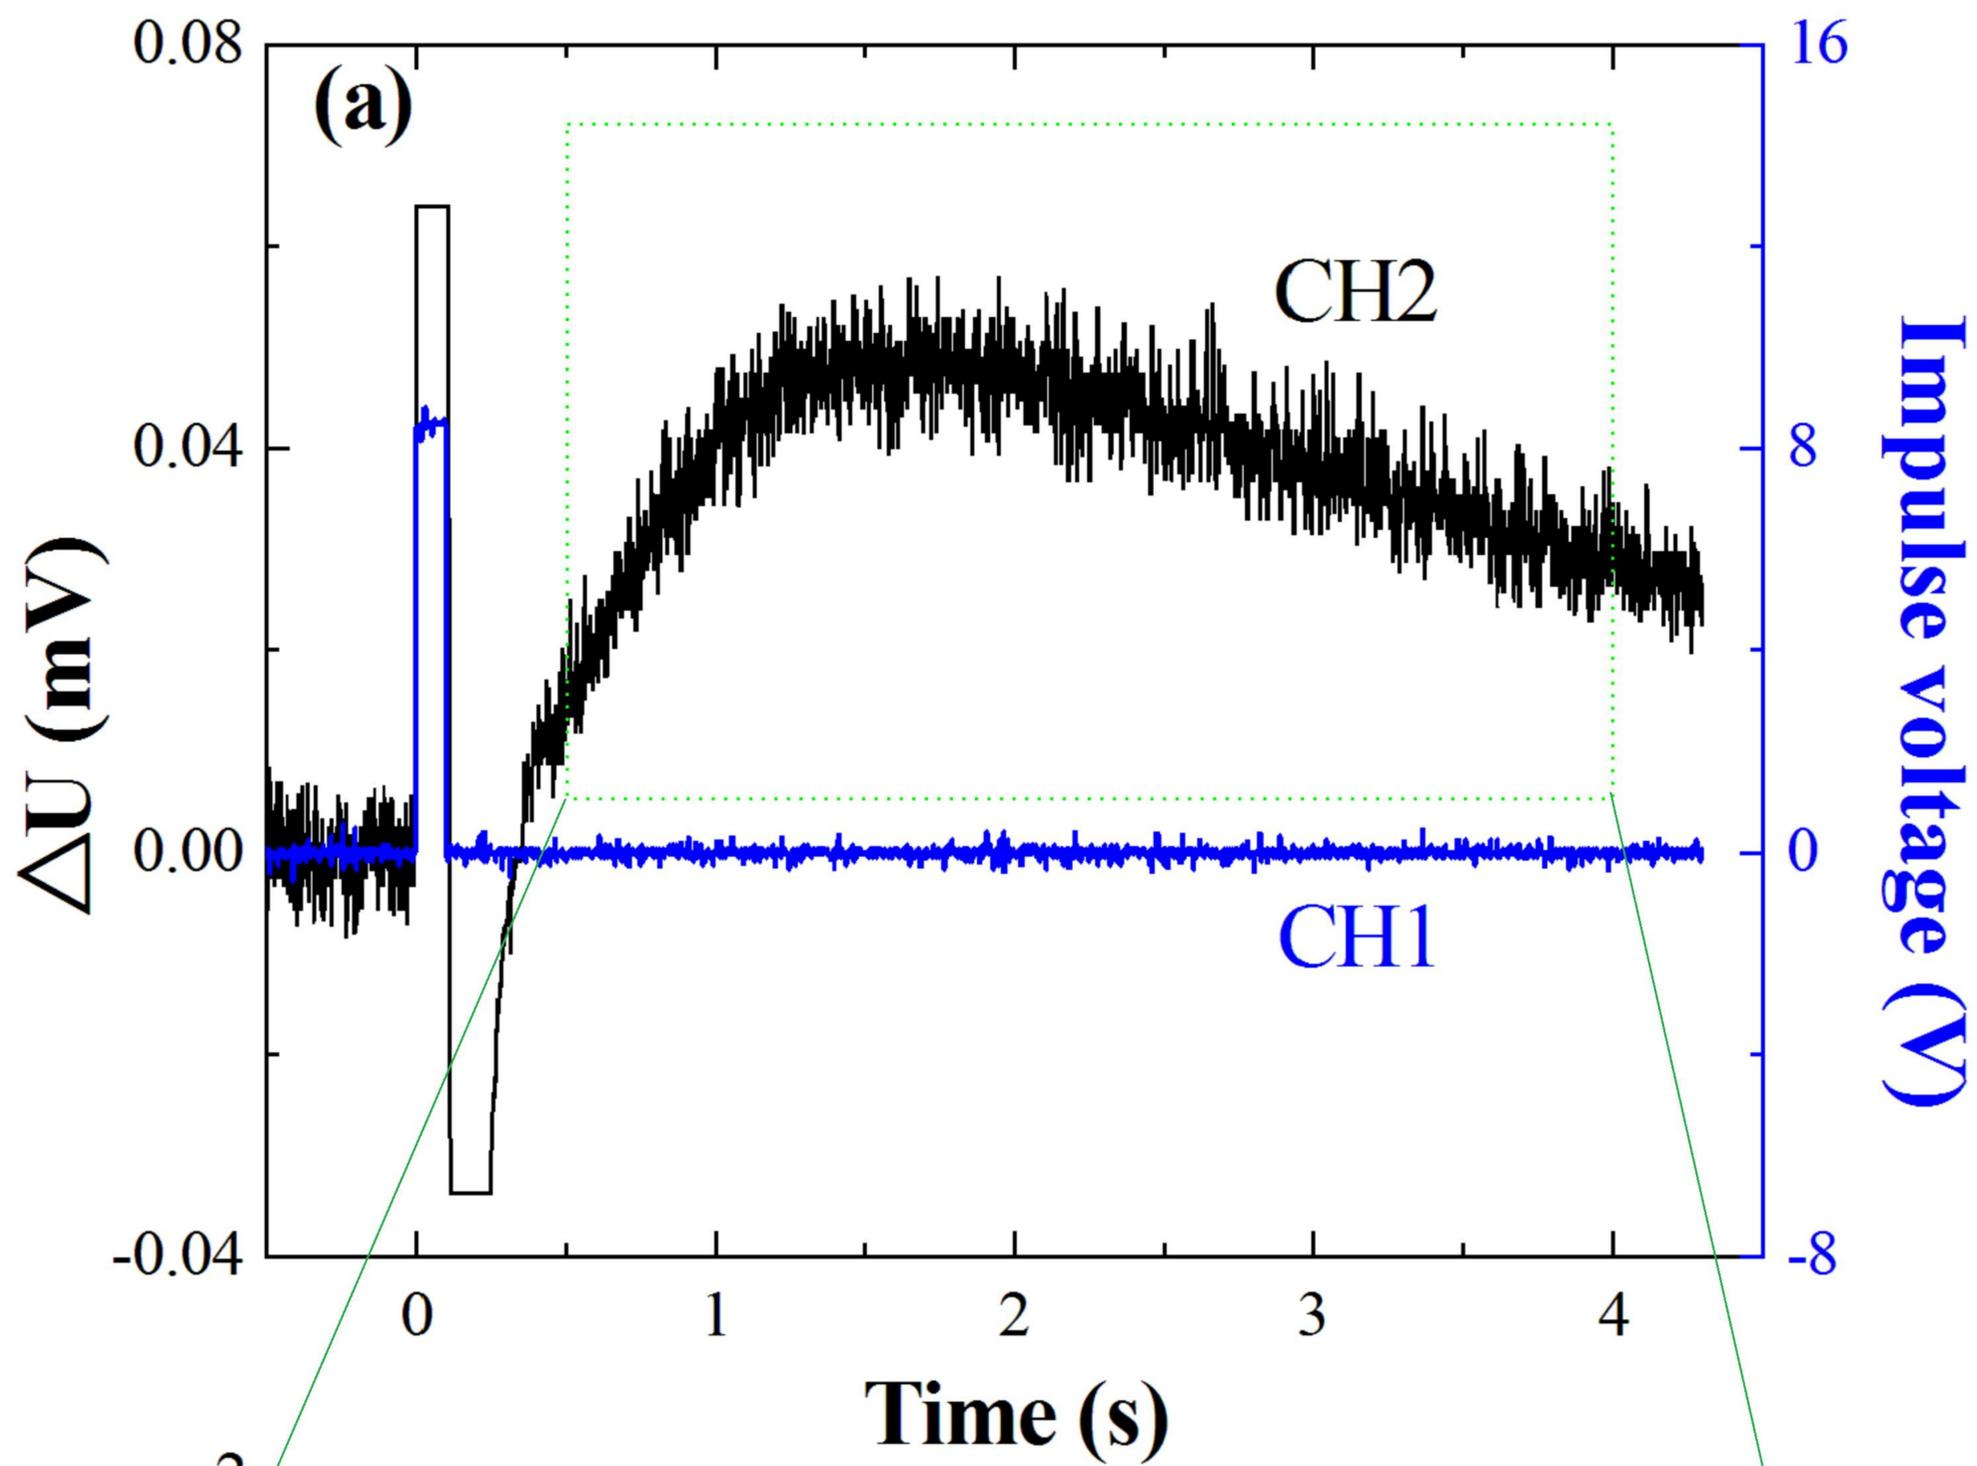 (a)
0.08
0.04
0.00
-0.04
△U (mV)
16
8
0
-8
Impulse voltage (V)
CH2
CH1
0 1 2 3 4
Time (s)